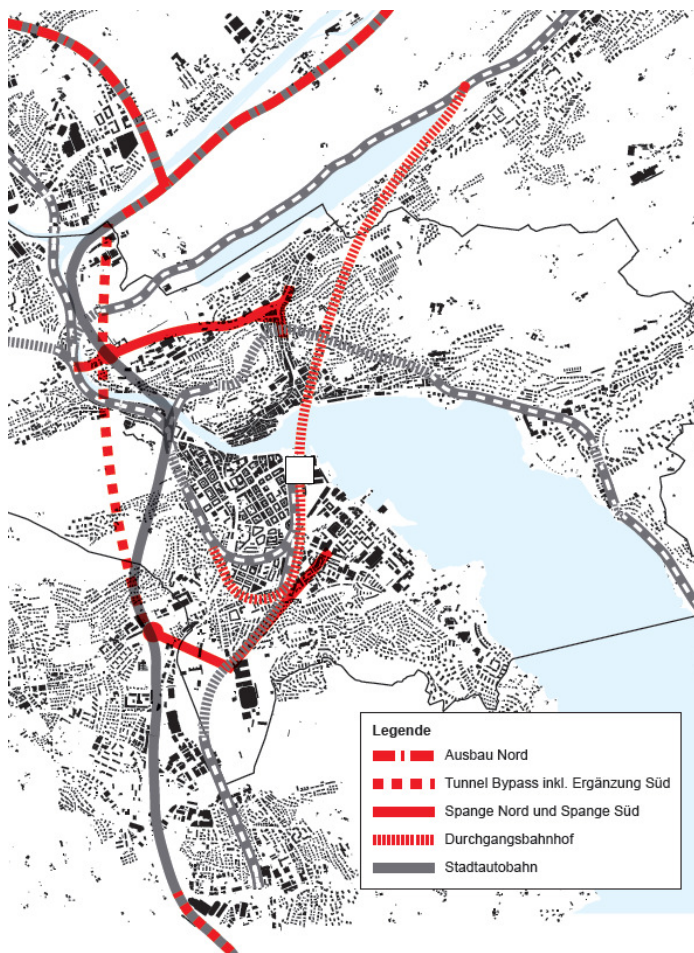 Legende
Ausbau Nord
Tunnel Bypass inkl. Ergänzung Süd
Spange Nord und Spange Süd
Durchgangsbahnhof
Stadtautobahn